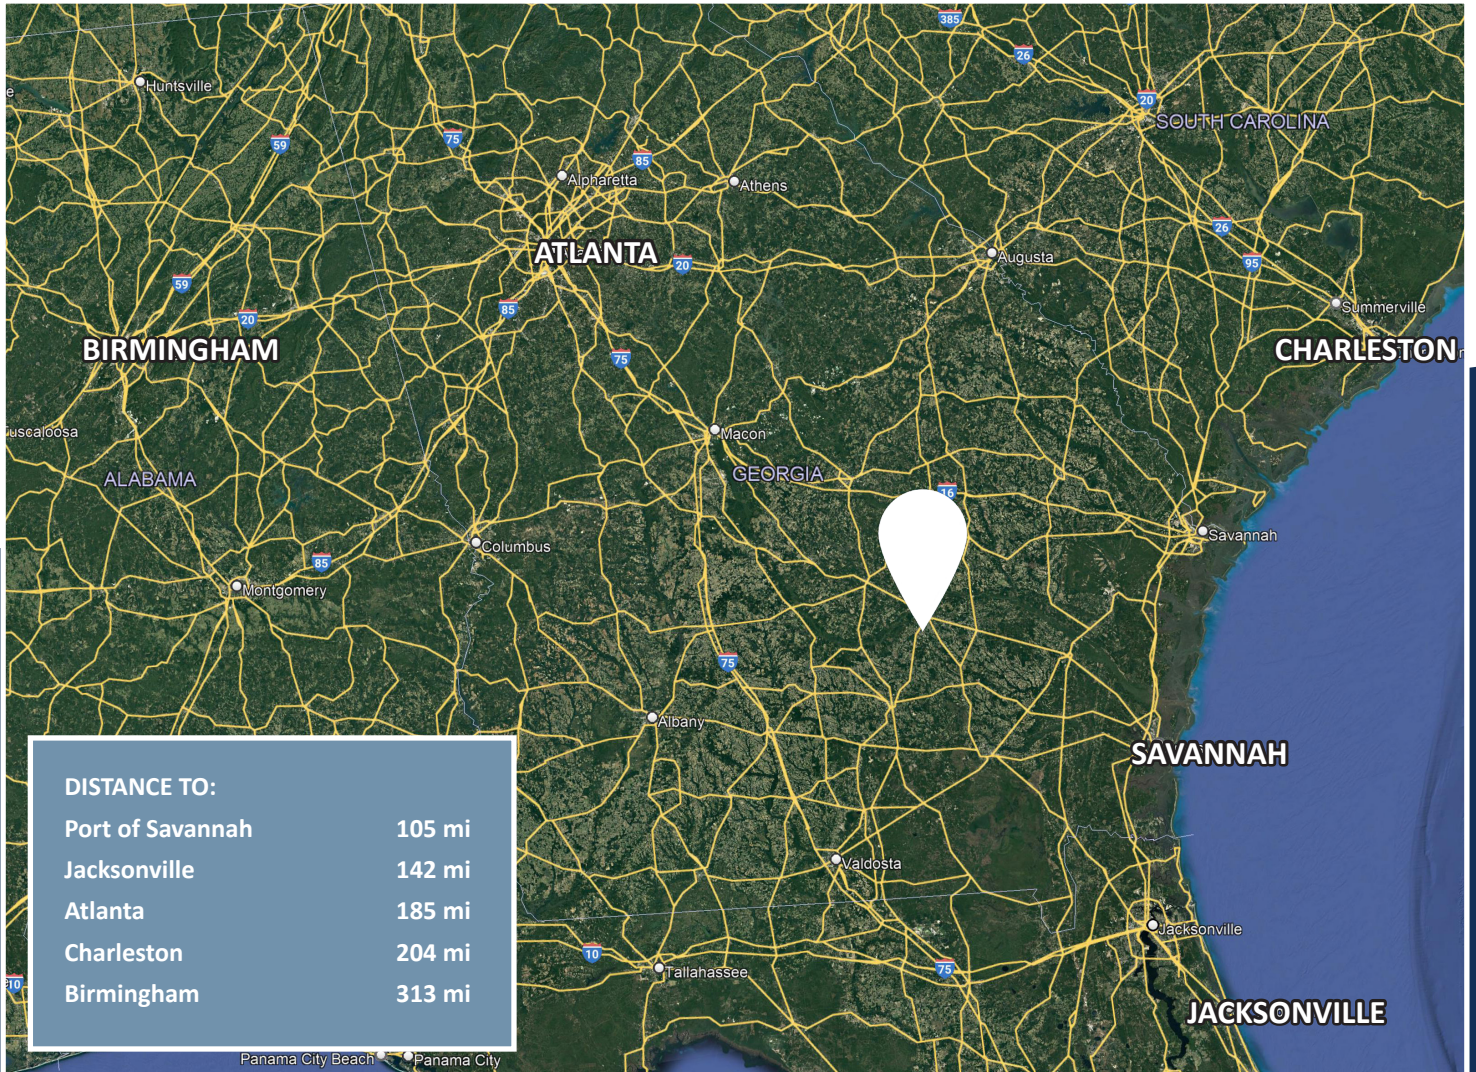 385
26
Huntsville
e
20
SOUTH CAROLINA
75
59
85
Alpharetta
Athens
26
ATLANTA
Augusta
20
95
59
Summerville
85
20
BIRMINGHAM
CHARLESTON
75
Tuscaloosa
Macon
GEORGIA
ALABAMA
16
Savannah
Columbus
85
Montgomery
75
Albany
SAVANNAH
DISTANCE TO:
Port of Savannah 105 mi
Jacksonville 142 mi
Atlanta 185 mi
Charleston 204 mi
Birmingham 313 mi
Valdosta
Jacksonville
10
Tallahassee
75
10
JACKSONVILLE
Panama City Beach
Panama City